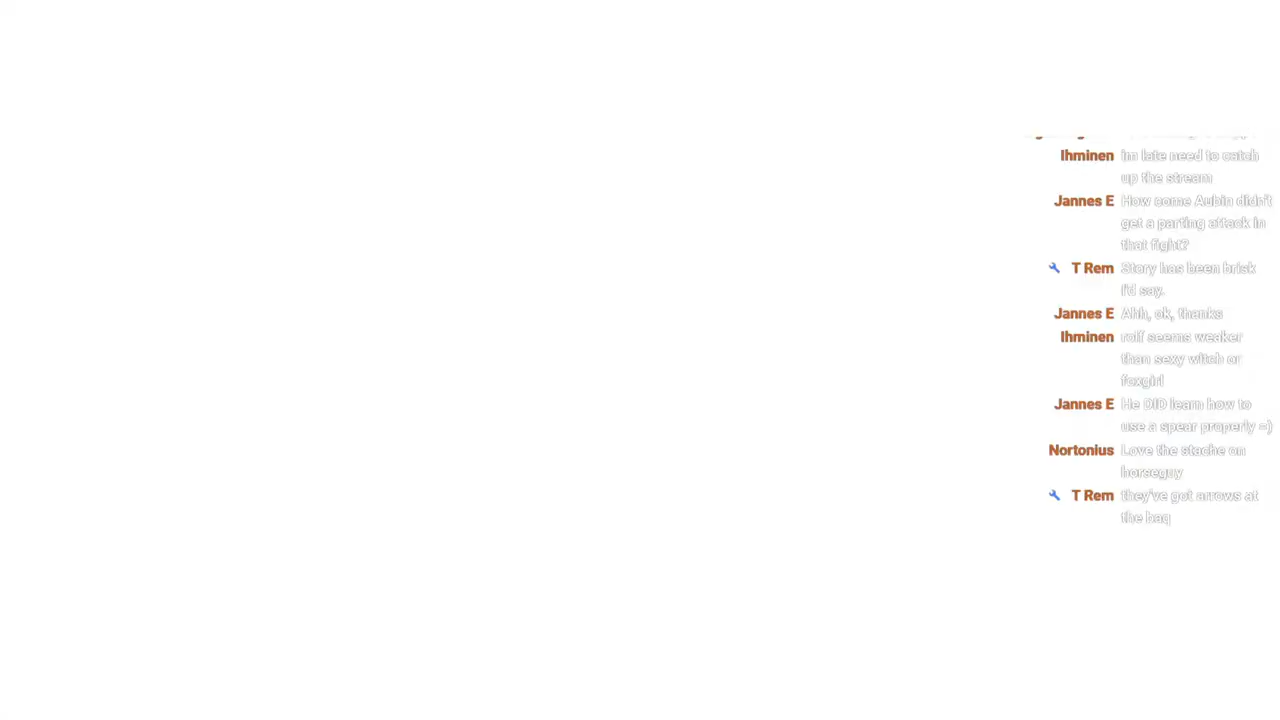 Ihminen im late need to catch
up the stream
Jannes E How come Aubin didn't
get a parting attack in
that fight?
T Rem Story has been brisk
I'd say.
Jannes E Ahh, ok, thanks
Ihminen rolf seems weaker
than sexy witch or
foxgirl
Jannes E He DID learn how to
use a spear properly =)
Nortonius Love the stache on
horseguy
T Rem they've got arrows at
the haq